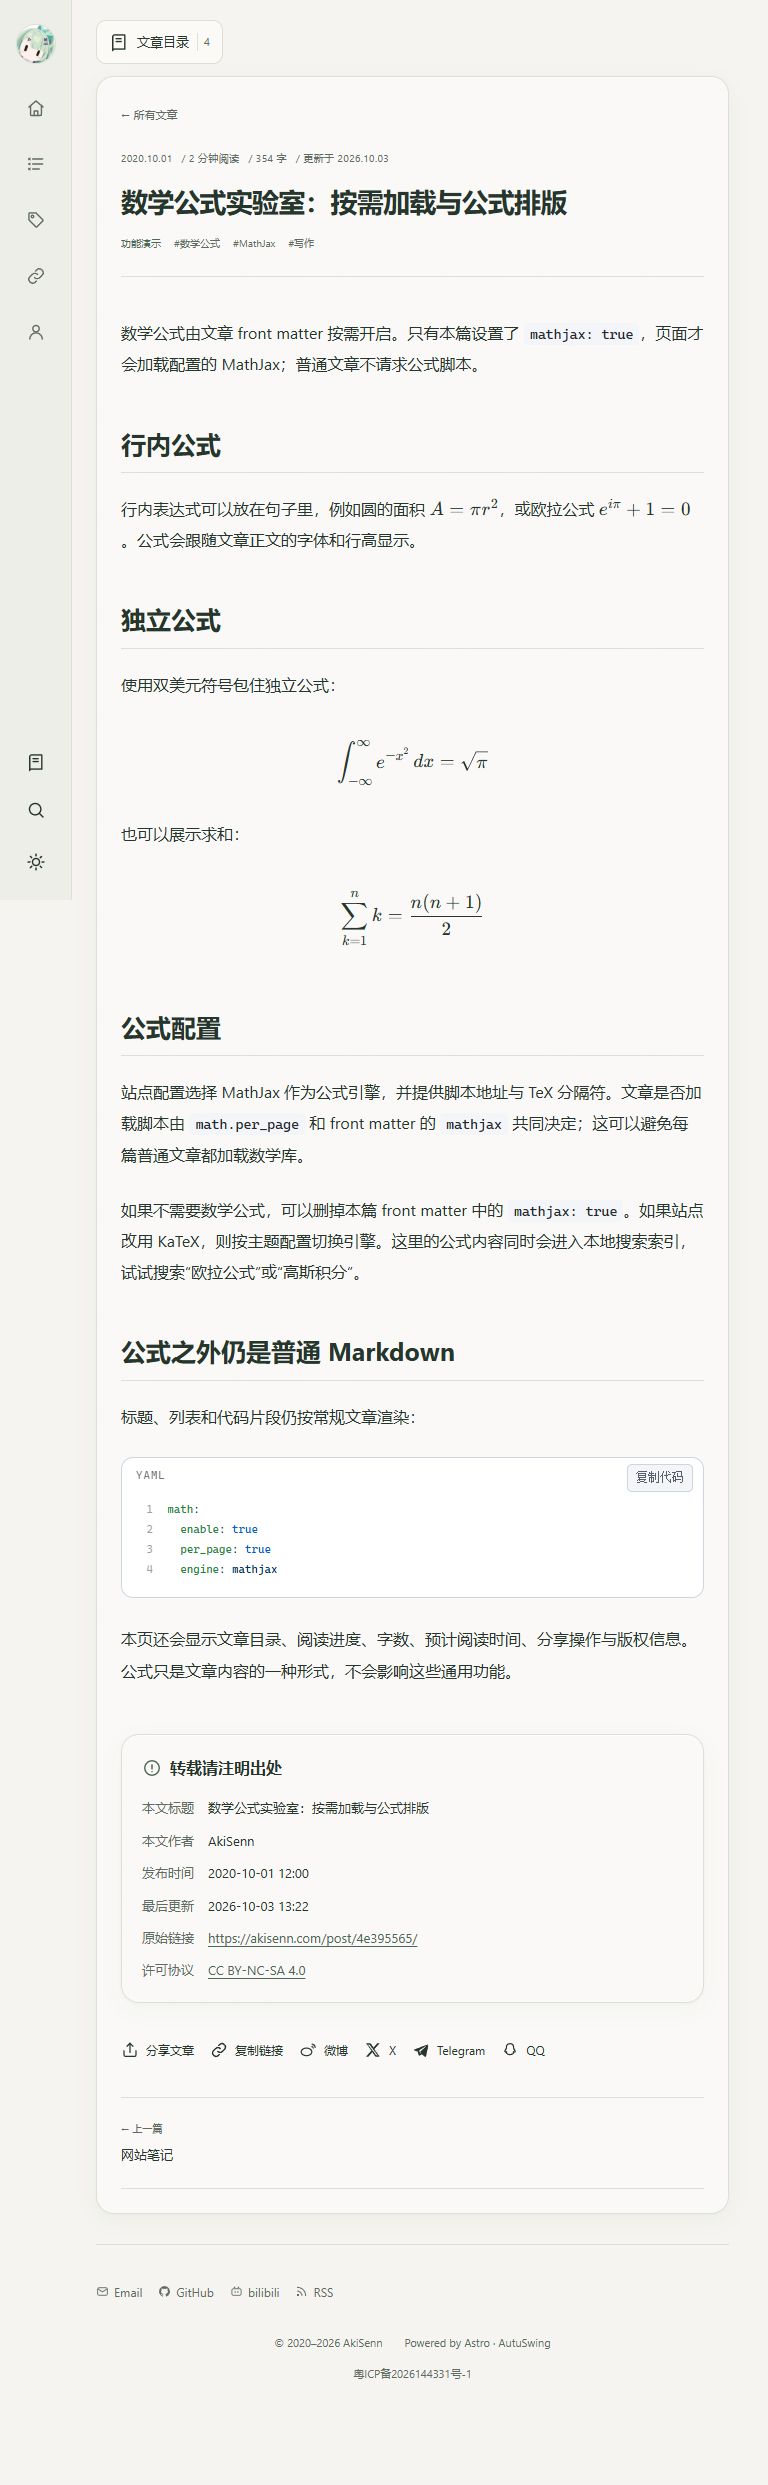 文章目录 4
← 所有文章
2020.10.01 / 2 分钟阅读 / 354 字 / 更新于 2026.10.03
数学公式实验室：按需加载与公式排版
功能演示 #数学公式 #MathJax #写作
数学公式由文章 front matter 按需开启。只有本篇设置了 mathjax: true，页面才
会加载配置的 MathJax；普通文章不请求公式脚本。
行内公式
行内表达式可以放在句子里，例如圆的面积 A = πr²，或欧拉公式 e^{iπ} + 1 = 0
。公式会跟随文章正文的字体和行高显示。
独立公式
使用双美元符号包住独立公式：
∫_{−∞}^{∞} e^{−x²} dx = √π
也可以展示求和：
∑_{k=1}^{n} k = n(n + 1)/2
公式配置
站点配置选择 MathJax 作为公式引擎，并提供脚本地址与 TeX 分隔符。文章是否加
载脚本由 math.per_page 和 front matter 的 mathjax 共同决定；这可以避免每
篇普通文章都加载数学库。
如果不需要数学公式，可以删掉本篇 front matter 中的 mathjax: true。如果站点
改用 KaTeX，则按主题配置切换引擎。这里的公式内容同时会进入本地搜索索引，
试试搜索“欧拉公式”或“高斯积分”。
公式之外仍是普通 Markdown
标题、列表和代码片段仍按常规文章渲染：
YAML 复制代码
1 math:
2   enable: true
3   per_page: true
4   engine: mathjax
本页还会显示文章目录、阅读进度、字数、预计阅读时间、分享操作与版权信息。
公式只是文章内容的一种形式，不会影响这些通用功能。
转载请注明出处
本文标题 数学公式实验室：按需加载与公式排版
本文作者 AkiSenn
发布时间 2020-10-01 12:00
最后更新 2026-10-03 13:22
原始链接 https://akisenn.com/post/4e395565/
许可协议 CC BY-NC-SA 4.0
分享文章 复制链接 微博 X Telegram QQ
← 上一篇
网站笔记
Email GitHub bilibili RSS
© 2020–2026 AkiSenn Powered by Astro · AutuSwing
粤ICP备2026144331号-1